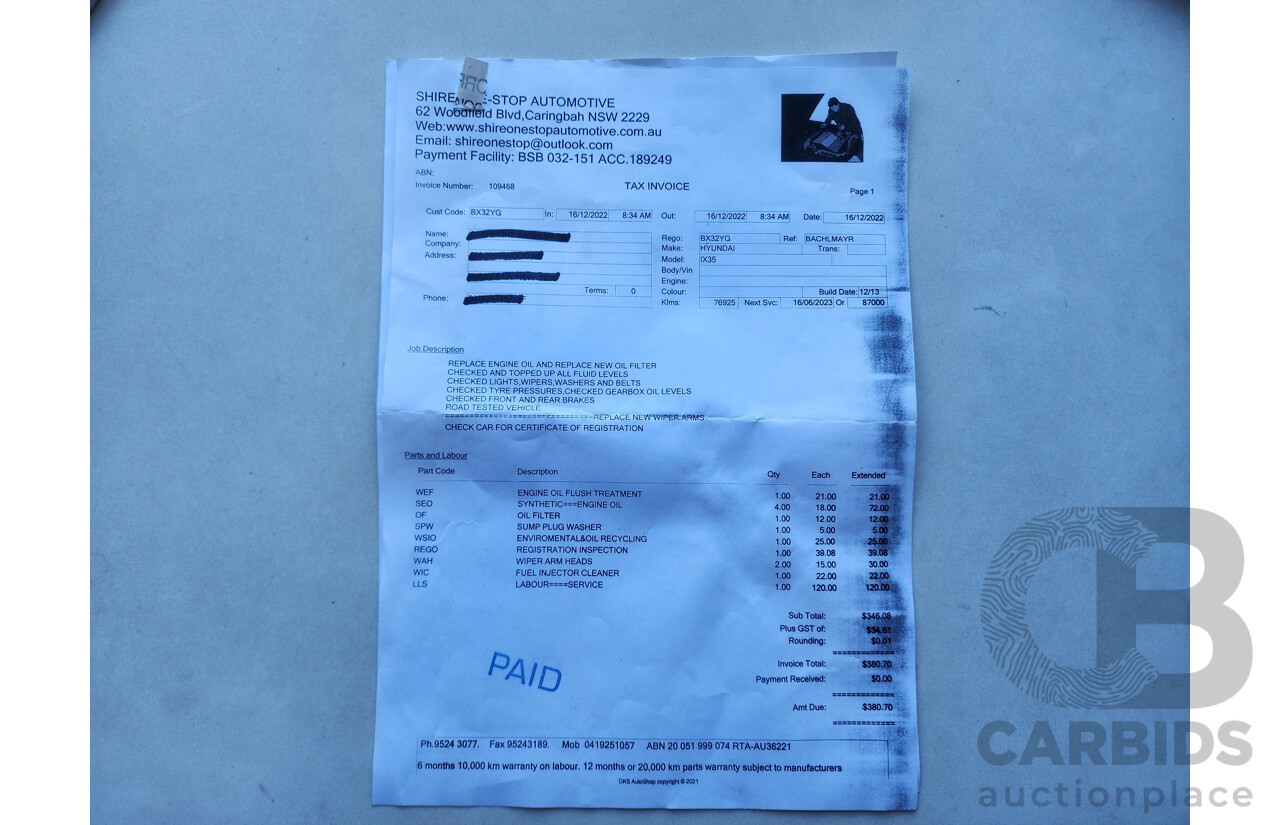 SHIRE -STOP AUTOMOTIVE
62 Woodfield Blvd,Caringbah NSW 2229
Web:www.shireonestopautomotive.com.au
Email: shireonestop@outlook.com
Payment Facility: BSB 032-151 ACC.189249
ABN:
Invoice Number: 109468 TAX INVOICE Page 1
Cust Code: BX32YG In: 16/12/2022 8:34 AM Out: 16/12/2022 8:34 AM Date: 16/12/2022
Name: Rego: BX32YG Ref: BACHLMAYR
Company: Make: HYUNDAI Trans:
Address: Model: IX35
Body/Vin
Engine:
Terms: 0 Colour: Build Date: 12/13
Phone: Klms: 76925 Next Svc: 16/06/2023 Or 87000
Job Description
REPLACE ENGINE OIL AND REPLACE NEW OIL FILTER
CHECKED AND TOPPED UP ALL FLUID LEVELS
CHECKED LIGHTS,WIPERS,WASHERS AND BELTS
CHECKED TYRE PRESSURES,CHECKED GEARBOX OIL LEVELS
CHECKED FRONT AND REAR BRAKES
ROAD TESTED VEHICLE
==============================REPLACE NEW WIPER ARMS
CHECK CAR FOR CERTIFICATE OF REGISTRATION
Parts and Labour
Part Code Description Qty Each Extended
WEF ENGINE OIL FLUSH TREATMENT 1.00 21.00 21.00
SEO SYNTHETIC===ENGINE OIL 4.00 18.00 72.00
OF OIL FILTER 1.00 12.00 12.00
SPW SUMP PLUG WASHER 1.00 5.00 5.00
WSIO ENVIROMENTAL&OIL RECYCLING 1.00 25.00 25.00
REGO REGISTRATION INSPECTION 1.00 39.08 39.08
WAH WIPER ARM HEADS 2.00 15.00 30.00
WIC FUEL INJECTOR CLEANER 1.00 22.00 22.00
LLS LABOUR====SERVICE 1.00 120.00 120.00
Sub Total: $346.08
Plus GST of: $34.61
Rounding: $0.01
============
Invoice Total: $380.70
Payment Received: $0.00
============
Amt Due: $380.70
============
PAID
Ph.9524 3077. Fax 95243189. Mob 0419251057 ABN 20 051 999 074 RTA-AU36221
6 months 10,000 km warranty on labour. 12 months or 20,000 km parts warranty subject to manufacturers
DKS AutoShop copyright © 2021
CB
CARBIDS
auctionplace